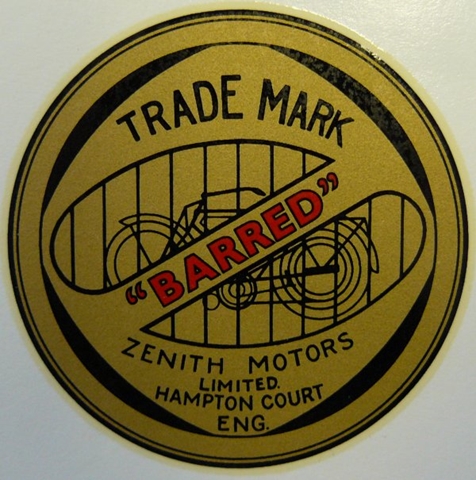 TRADE MARK
"BARRED"
ZENITH MOTORS
LIMITED.
HAMPTON COURT
ENG.